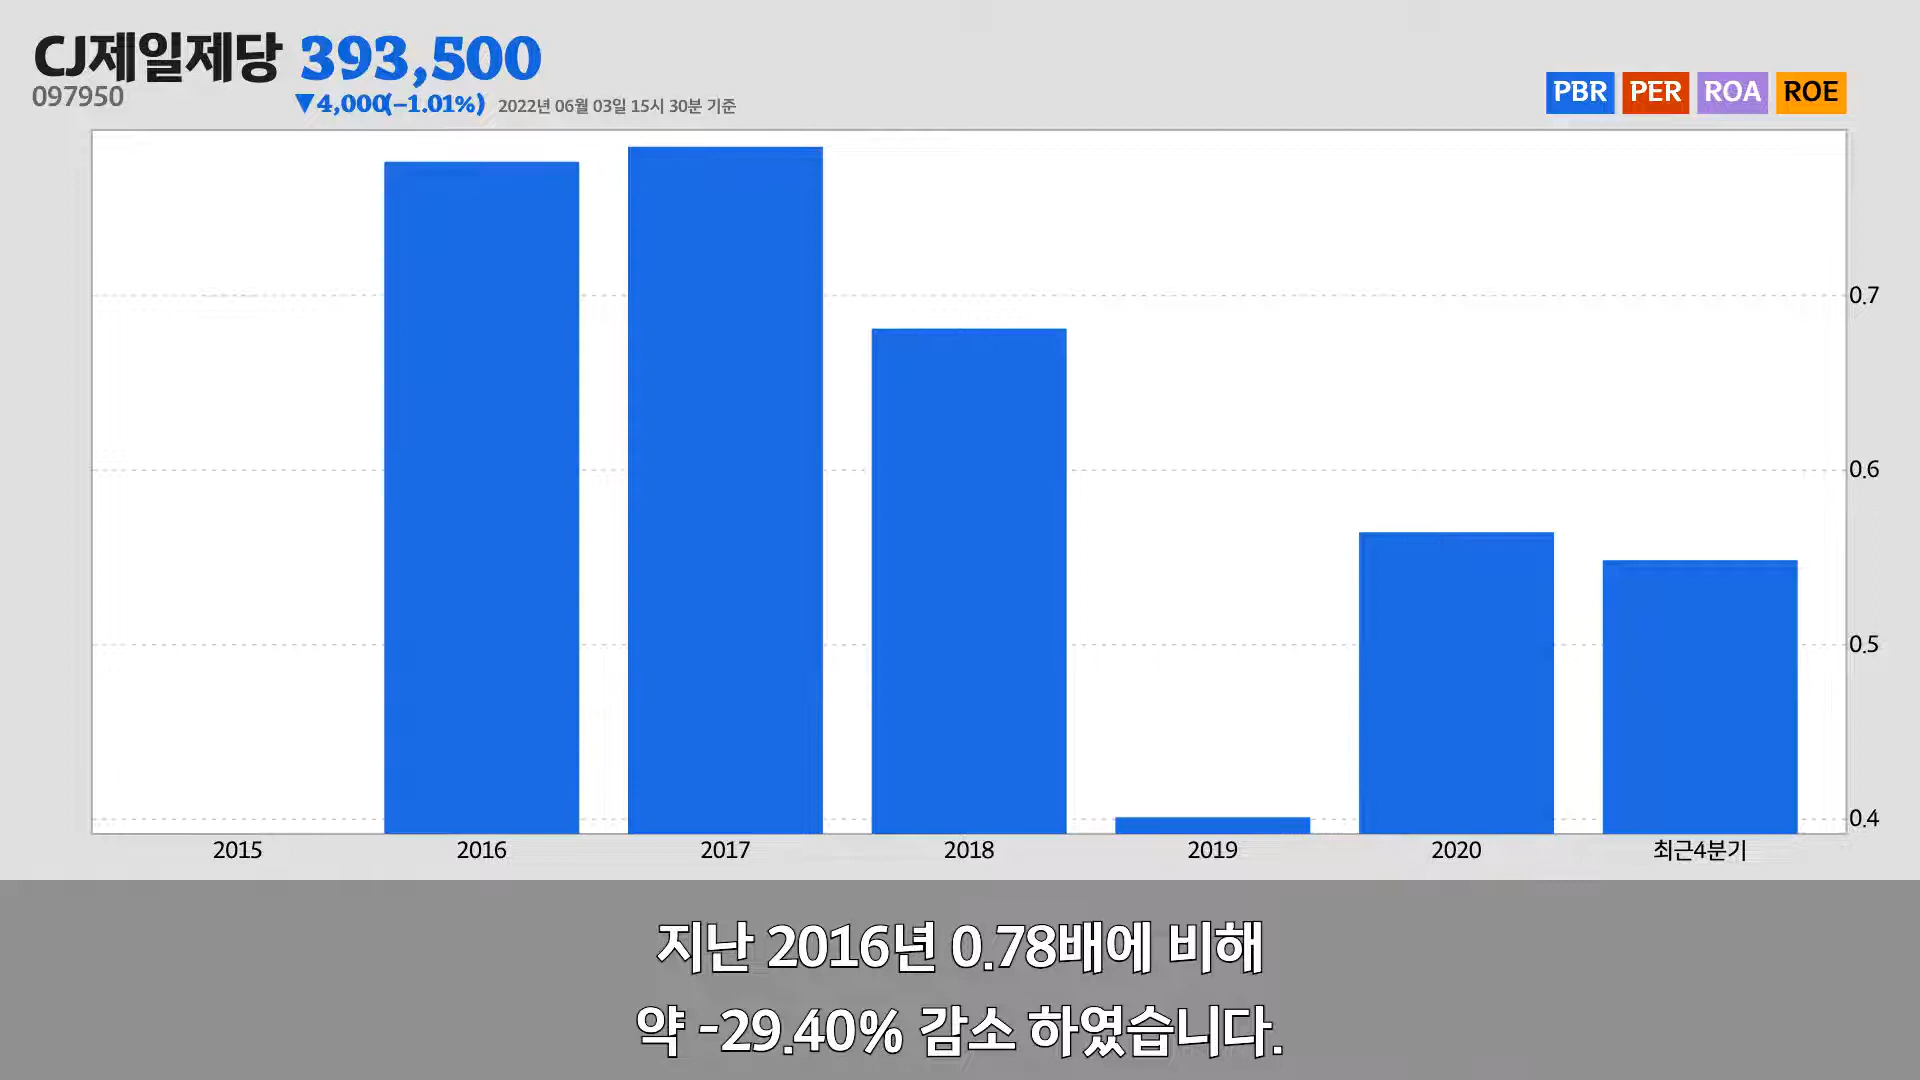 CJ제일제당 393,500
097950
▼4,000(−1.01%) 2022년 06월 03일 15시 30분 기준
PBR PER ROA ROE
0.7
0.6
0.5
0.4
2015 2016 2017 2018 2019 2020 최근4분기
지난 2016년 0.78배에 비해
약 -29.40% 감소 하였습니다.